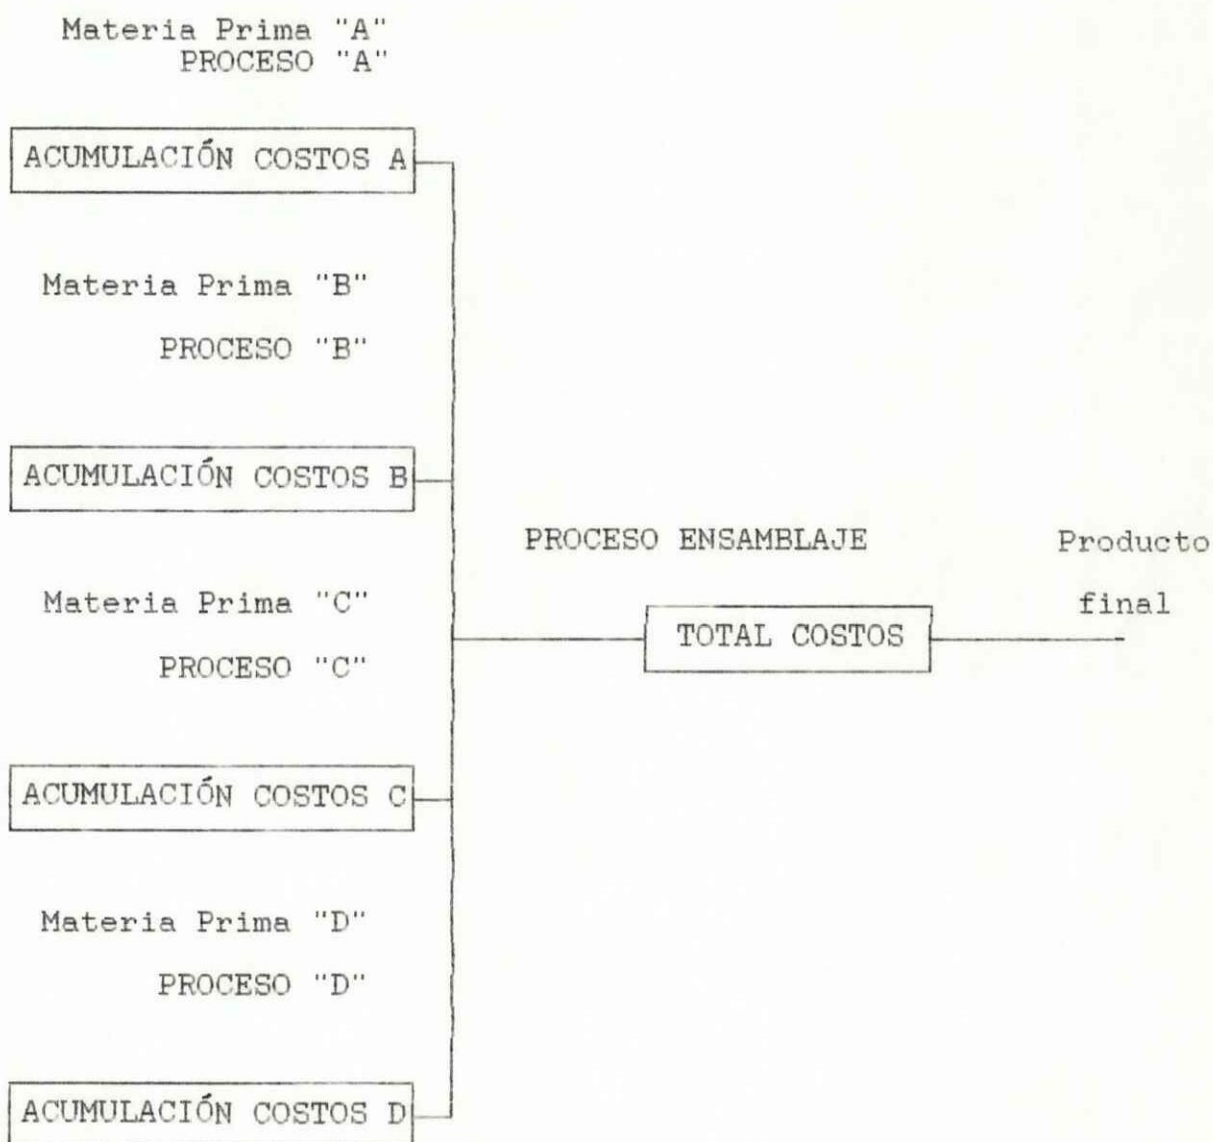 Materia Prima "A"
PROCESO "A"
ACUMULACIÓN COSTOS A
Materia Prima "B"
PROCESO "B"
ACUMULACIÓN COSTOS B
PROCESO ENSAMBLAJE
Producto
Materia Prima "C"
final
TOTAL COSTOS
PROCESO "C"
ACUMULACIÓN COSTOS C
Materia Prima "D"
PROCESO "D"
ACUMULACIÓN COSTOS D